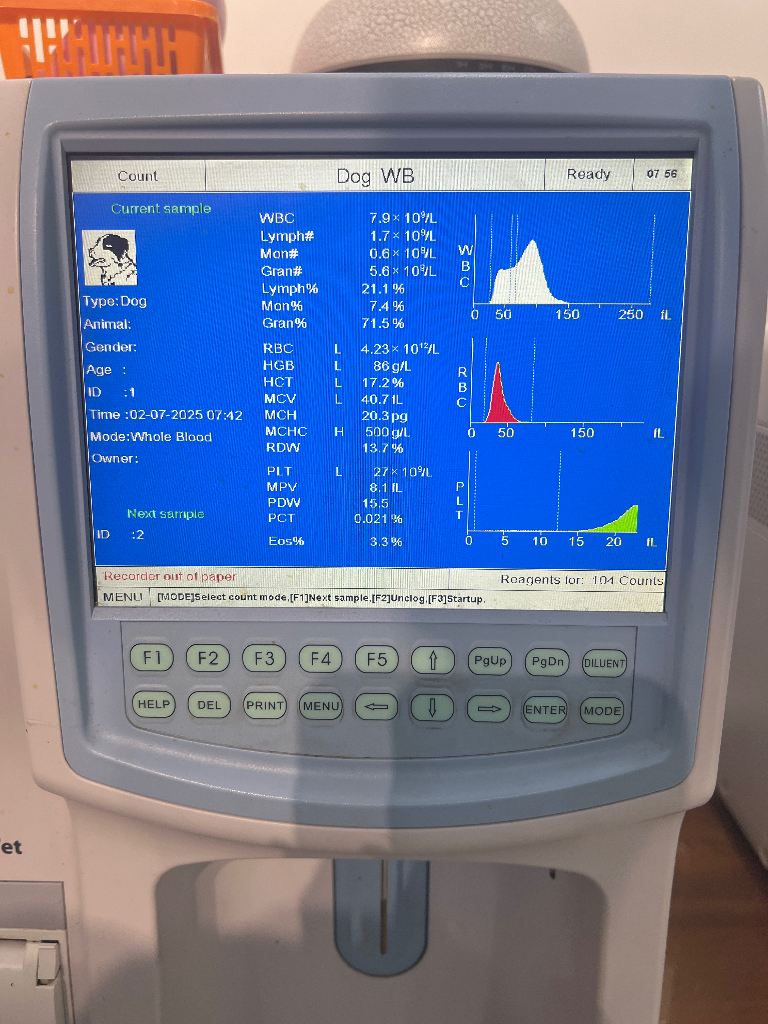 Count Dog WB Ready 07 56
Current sample
Type:Dog
Animal:
Gender:
Age :
ID :1
Time :02-07-2025 07:42
Mode:Whole Blood
Owner:
Next sample
ID :2
WBC 7.9 × 10⁹/L
Lymph# 1.7 × 10⁹/L
Mon# 0.6 × 10⁹/L
Gran# 5.6 × 10⁹/L
Lymph% 21.1 %
Mon% 7.4 %
Gran% 71.5 %
RBC L 4.23 × 10¹²/L
HGB L 86 g/L
HCT L 17.2 %
MCV L 40.7 fL
MCH 20.3 pg
MCHC H 500 g/L
RDW 13.7 %
PLT L 27 × 10⁹/L
MPV 8.1 fL
PDW 15.5
PCT 0.021 %
Eos% 3.3 %
WBC
0 50 150 250 fL
RBC
0 50 150 fL
PLT
0 5 10 15 20 fL
Recorder out of paper Reagents for: 104 Counts
MENU [MODE]Select count mode,[F1]Next sample,[F2]Unclog,[F3]Startup.
F1 F2 F3 F4 F5 ⇧ PgUp PgDn DILUENT
HELP DEL PRINT MENU ⇦ ⇩ ⇨ ENTER MODE
et